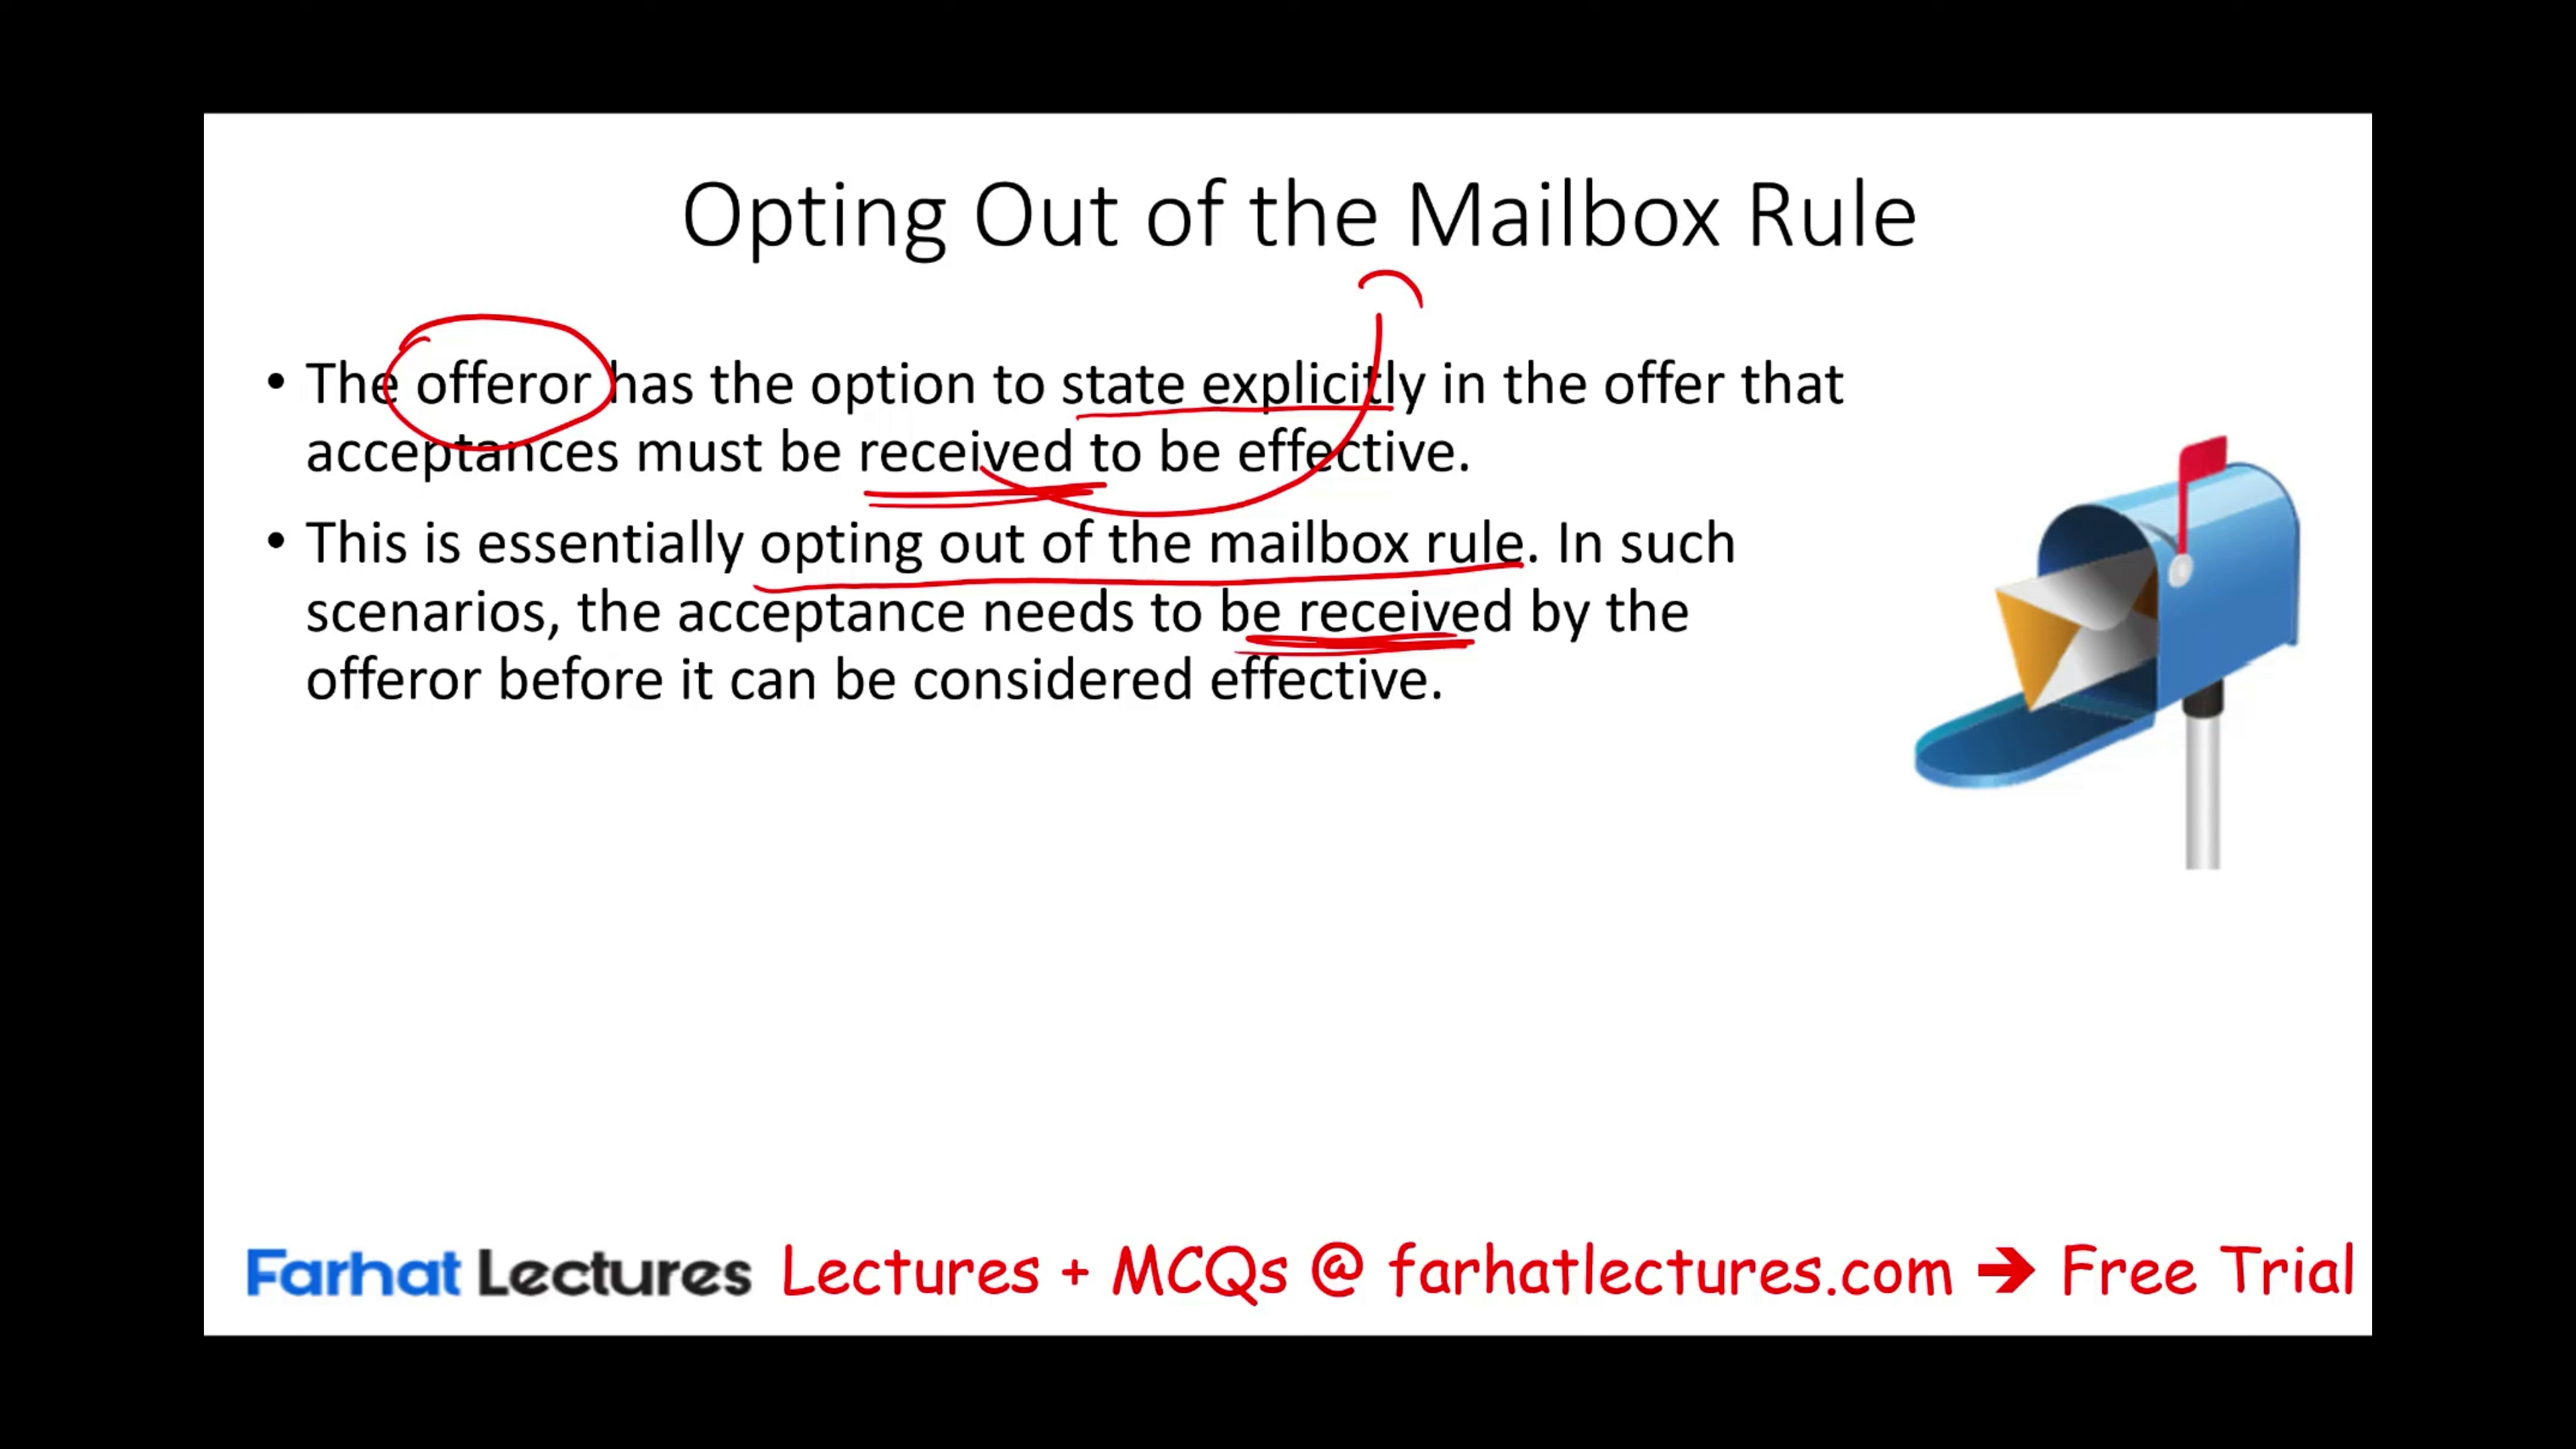 Opting Out of the Mailbox Rule
• The offeror has the option to state explicitly in the offer that
acceptances must be received to be effective.
• This is essentially opting out of the mailbox rule. In such
scenarios, the acceptance needs to be received by the
offeror before it can be considered effective.
Farhat Lectures Lectures + MCQs @ farhatlectures.com ➔ Free Trial